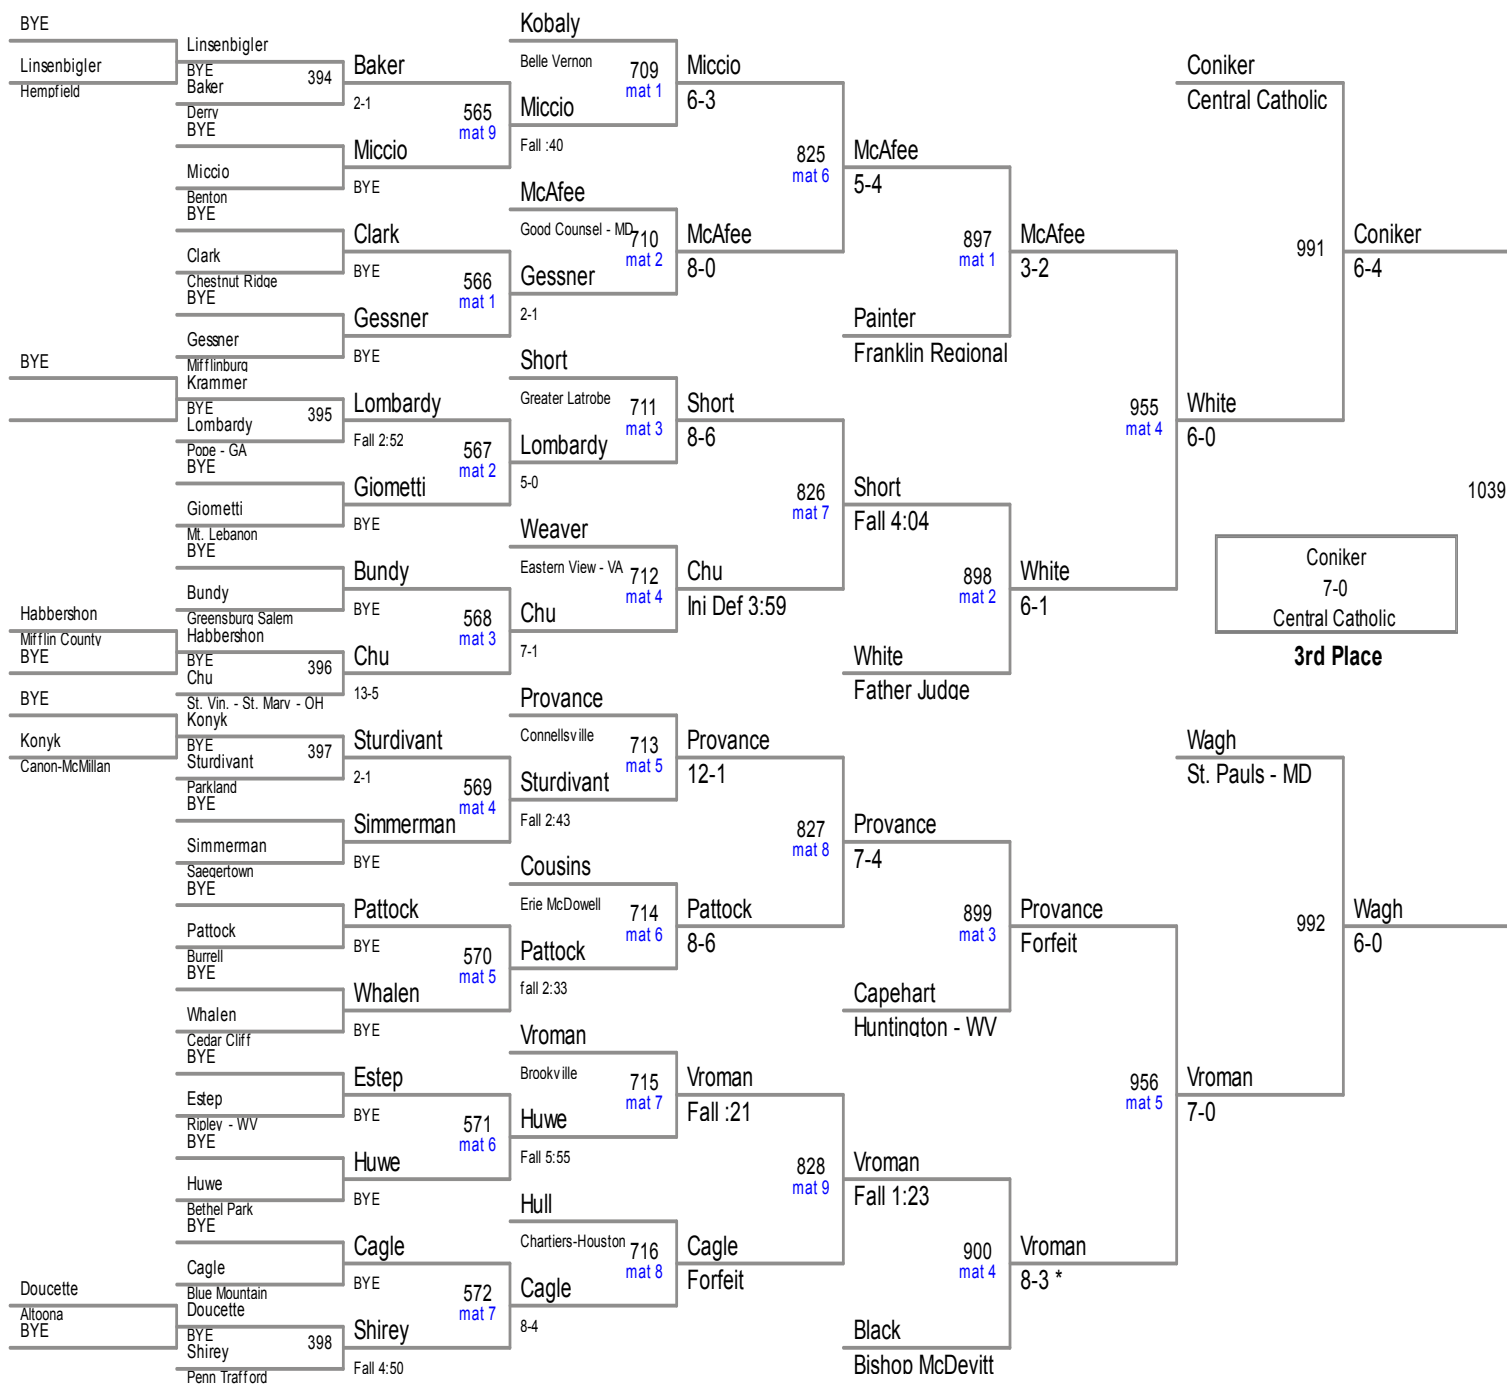 BYE
Linsenbigler
Hempfield
BYE
Habbershon
Mifflin County
BYE
BYE
Konyk
Canon-McMillan
Doucette
Altoona
BYE
Linsenbigler
BYE
394
Baker
Derry
BYE
Miccio
Benton
BYE
Clark
Chestnut Ridge
BYE
Gessner
Mifflinburg
Krammer
BYE
395
Lombardy
Pope - GA
BYE
Giometti
Mt. Lebanon
BYE
Bundy
Greensburg Salem
Habbershon
BYE
396
Chu
St. Vin. - St. Mary - OH
Konyk
BYE
397
Sturdivant
Parkland
BYE
Simmerman
Saegertown
BYE
Pattock
Burrell
BYE
Whalen
Cedar Cliff
BYE
Estep
Ripley - WV
BYE
Huwe
Bethel Park
BYE
Cagle
Blue Mountain
Doucette
BYE
398
Shirey
Penn Trafford
Baker
2-1
565
mat 9
Miccio
BYE
Clark
BYE
566
mat 1
Gessner
BYE
Lombardy
Fall 2:52
567
mat 2
Giometti
BYE
Bundy
BYE
568
mat 3
Chu
13-5
Sturdivant
2-1
569
mat 4
Simmerman
BYE
Pattock
BYE
570
mat 5
Whalen
BYE
Estep
BYE
571
mat 6
Huwe
BYE
Cagle
BYE
572
mat 7
Shirey
Fall 4:50
Kobaly
Belle Vernon
709
mat 1
Miccio
Fall :40
McAfee
Good Counsel - MD
710
mat 2
Gessner
2-1
Short
Greater Latrobe
711
mat 3
Lombardy
5-0
Weaver
Eastern View - VA
712
mat 4
Chu
7-1
Provance
Connellsville
713
mat 5
Sturdivant
Fall 2:43
Cousins
Erie McDowell
714
mat 6
Pattock
fall 2:33
Vroman
Brookville
715
mat 7
Huwe
Fall 5:55
Hull
Chartiers-Houston
716
mat 8
Cagle
8-4
Miccio
6-3
825
mat 6
McAfee
8-0
Short
8-6
826
mat 7
Chu
Ini Def 3:59
Provance
12-1
827
mat 8
Pattock
8-6
Vroman
Fall :21
828
mat 9
Cagle
Forfeit
McAfee
5-4
897
mat 1
Painter
Franklin Regional
Short
Fall 4:04
898
mat 2
White
Father Judge
Provance
7-4
899
mat 3
Capehart
Huntington - WV
Vroman
Fall 1:23
900
mat 4
Black
Bishop McDevitt
McAfee
3-2
955
mat 4
White
6-1
Provance
Forfeit
956
mat 5
Vroman
8-3 *
Coniker
Central Catholic
991
White
6-0
Wagh
St. Pauls - MD
992
Vroman
7-0
Coniker
6-4
1039
Wagh
6-0
Coniker
7-0
Central Catholic
3rd Place